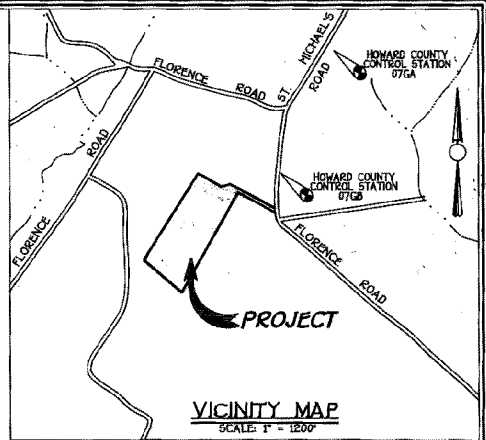 FLORENCE ROAD
ST. MICHAEL'S ROAD
HOWARD COUNTY
CONTROL STATION
07GA
FLORENCE ROAD
HOWARD COUNTY
CONTROL STATION
07GB
FLORENCE ROAD
PROJECT
VICINITY MAP
SCALE: 1" = 1200'